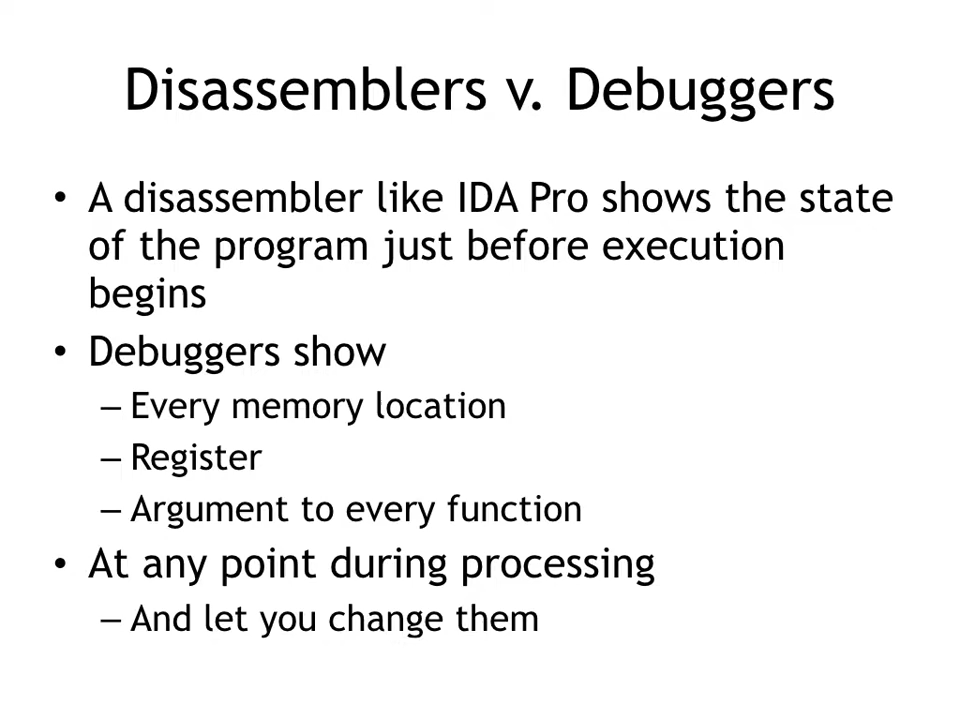 Disassemblers v. Debuggers
• A disassembler like IDA Pro shows the state
of the program just before execution
begins
• Debuggers show
– Every memory location
– Register
– Argument to every function
• At any point during processing
– And let you change them